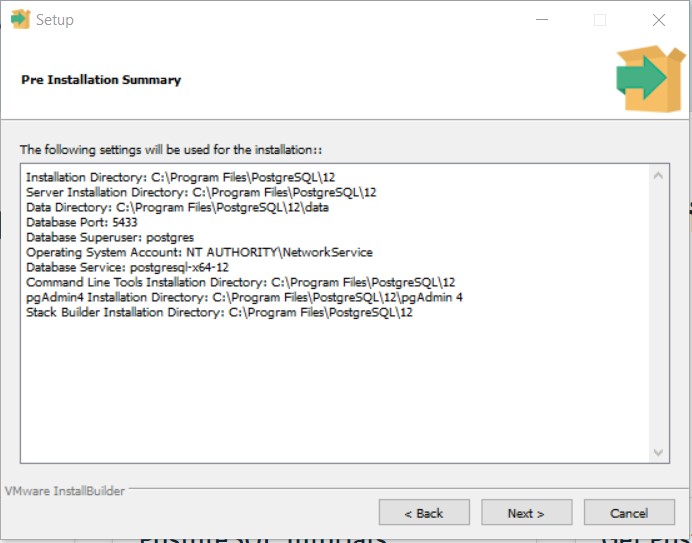 Setup
Pre Installation Summary
The following settings will be used for the installation::
Installation Directory: C:\Program Files\PostgreSQL\12
Server Installation Directory: C:\Program Files\PostgreSQL\12
Data Directory: C:\Program Files\PostgreSQL\12\data
Database Port: 5433
Database Superuser: postgres
Operating System Account: NT AUTHORITY\NetworkService
Database Service: postgresql-x64-12
Command Line Tools Installation Directory: C:\Program Files\PostgreSQL\12
pgAdmin4 Installation Directory: C:\Program Files\PostgreSQL\12\pgAdmin 4
Stack Builder Installation Directory: C:\Program Files\PostgreSQL\12
VMware InstallBuilder
< Back
Next >
Cancel